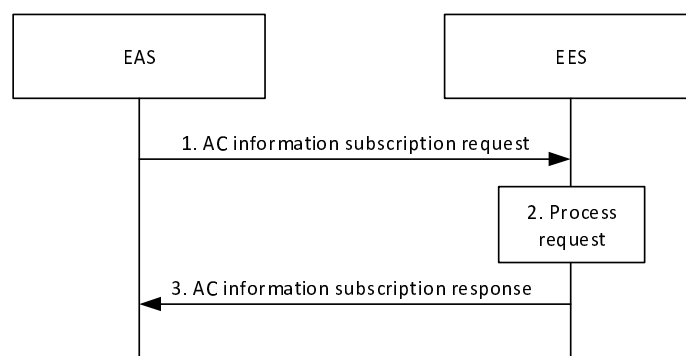 EAS
EES
1. AC information subscription request
2. Process
request
3. AC information subscription response